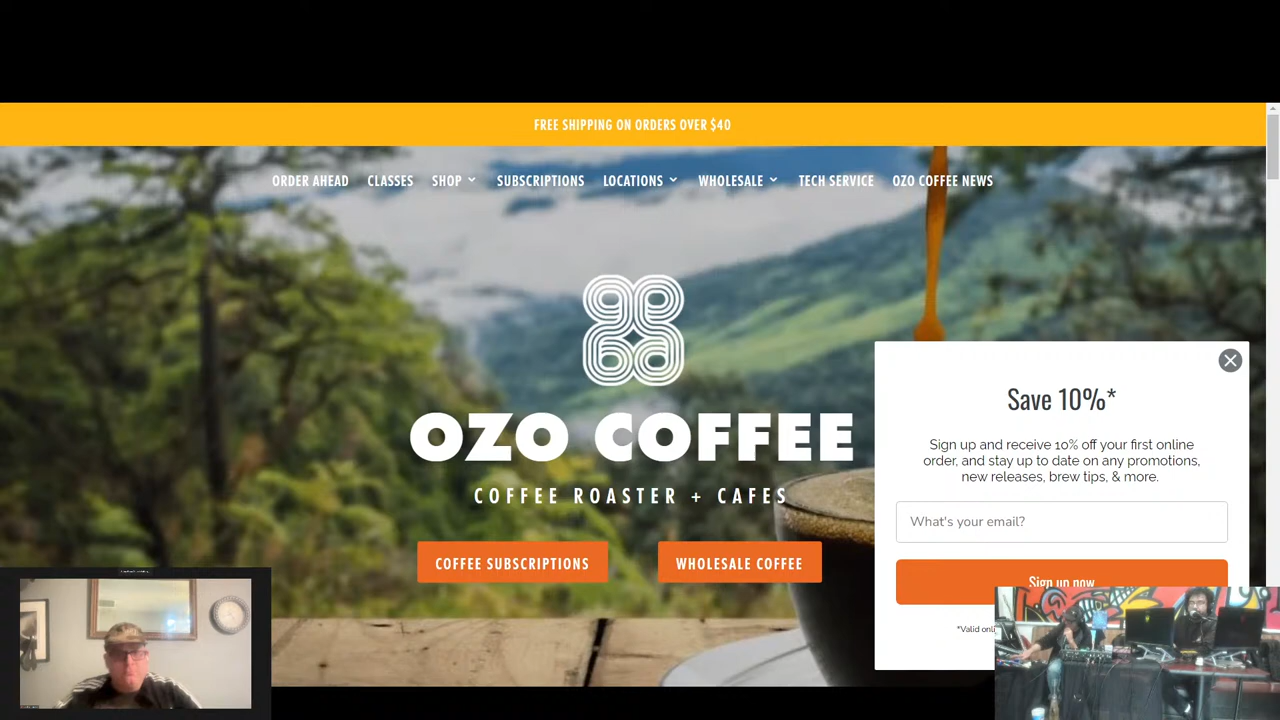 FREE SHIPPING ON ORDERS OVER $40
ORDER AHEAD CLASSES SHOP SUBSCRIPTIONS LOCATIONS WHOLESALE TECH SERVICE OZO COFFEE NEWS
OZO COFFEE
COFFEE ROASTER + CAFES
COFFEE SUBSCRIPTIONS WHOLESALE COFFEE
Save 10%*
Sign up and receive 10% off your first online
order, and stay up to date on any promotions,
new releases, brew tips, & more.
What's your email?
Sign up now
*Valid